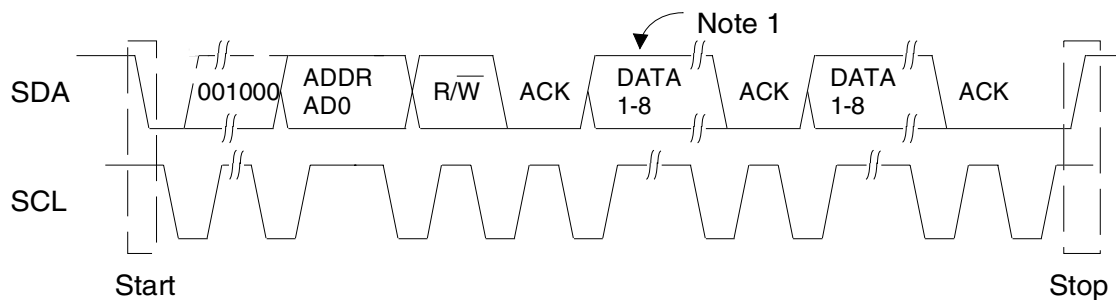 Note 1
SDA 001000 ADDR AD0 R/W̅ ACK DATA 1-8 ACK DATA 1-8 ACK
SCL
Start Stop